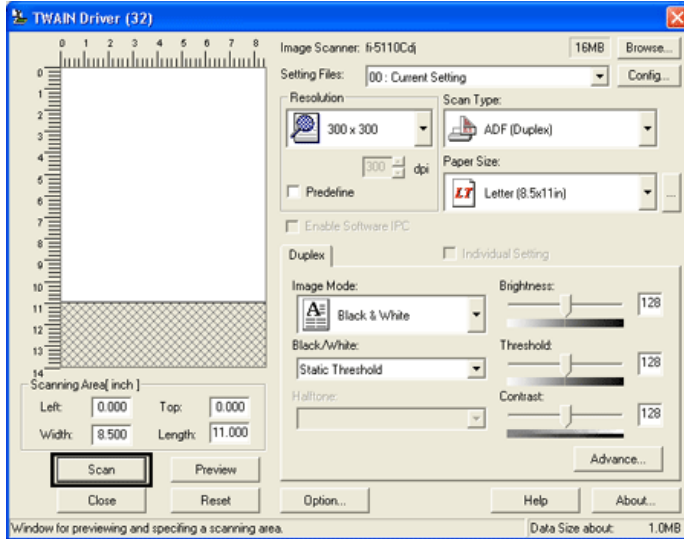 TWAIN Driver (32)
0 1 2 3 4 5 6 7 8
0
1
2
3
4
5
6
7
8
9
10
11
12
13
14
Image Scanner: fi-5110Cdj 16MB Browse...
Setting Files: 00 : Current Setting Config...
Resolution
300 x 300
300 dpi
Predefine
Scan Type:
ADF (Duplex)
Paper Size:
LT Letter (8.5x11in) ...
Enable Software IPC
Duplex
Individual Setting
Image Mode:
A Black & White
Black/White:
Static Threshold
Halftone:
Brightness:
128
Threshold:
128
Contrast:
128
Advance...
Scanning Area[ inch ]
Left: 0.000 Top: 0.000
Width: 8.500 Length: 11.000
Scan Preview
Close Reset Option... Help About...
Window for previewing and specifing a scanning area. Data Size about: 1.0MB